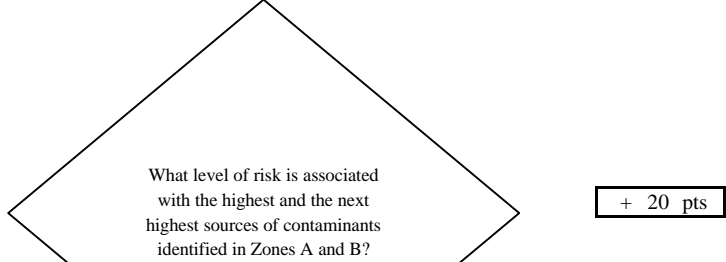 What level of risk is associated
with the highest and the next
highest sources of contaminants
identified in Zones A and B?
+ 20 pts